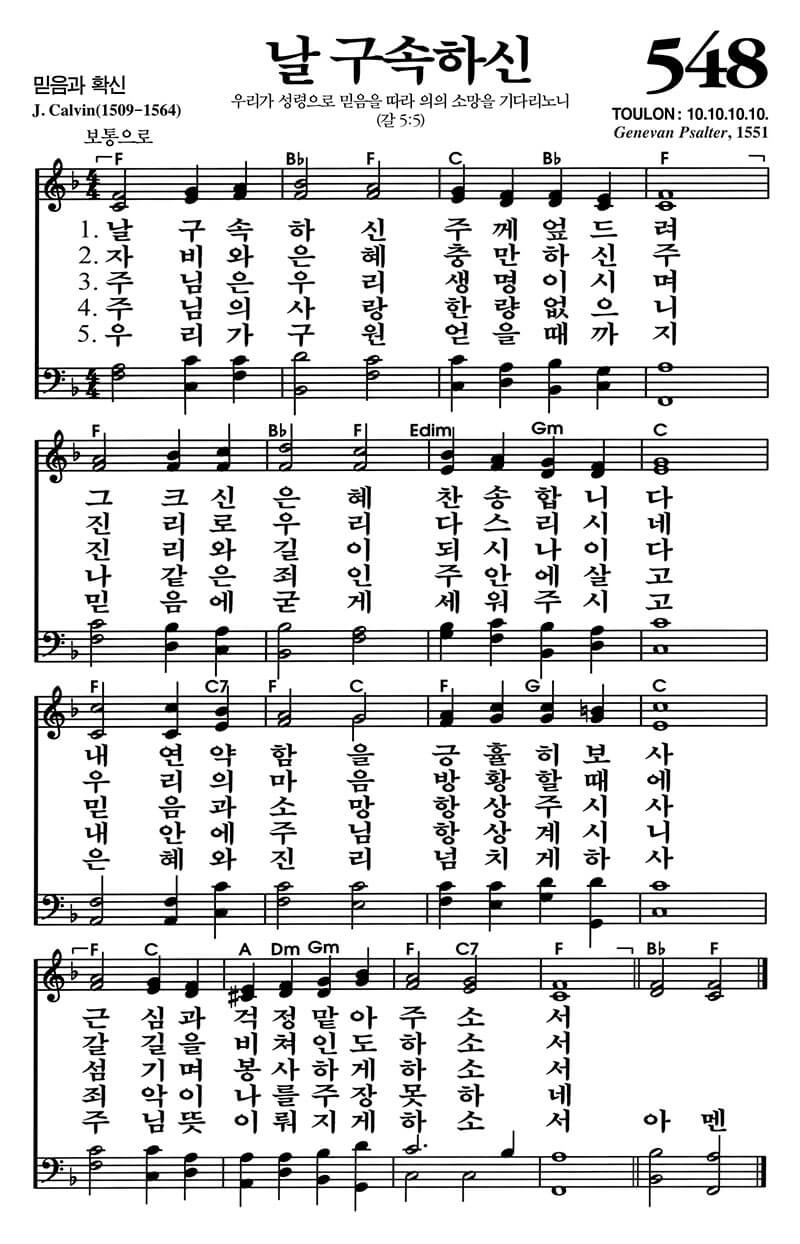 날 구속하신
548
믿음과 확신
우리가 성령으로 믿음을 따라 의의 소망을 기다리노니
(갈 5:5)
J. Calvin(1509-1564)
TOULON : 10.10.10.10.
Genevan Psalter, 1551
보통으로
F B♭ F C B♭ F
1. 날 구 속 하 신 주 께 엎 드 려
2. 자 비 와 은 혜 충 만 하 신 주
3. 주 님 은 우 리 생 명 이 시 며
4. 주 님 의 사 랑 한 량 없 으 니
5. 우 리 가 구 원 얻 을 때 까 지
F B♭ F Edim Gm C
그 크 신 은 혜 찬 송 합 니 다
진 리 로 우 리 다 스 리 시 네
진 리 와 길 이 되 시 나 이 다
나 같 은 죄 인 주 안 에 살 고
믿 음 에 굳 게 세 워 주 시 고
F C7 F C F G C
내 연 약 함 을 긍 휼 히 보 사
우 리 의 마 음 방 황 할 때 에
믿 음 과 소 망 항 상 주 시 사
내 안 에 주 님 항 상 계 시 니
은 혜 와 진 리 넘 치 게 하 사
F C A Dm Gm F C7 F B♭ F
근 심 과 걱 정 맡 아 주 소 서
갈 길 을 비 쳐 인 도 하 소 서
섬 기 며 봉 사 하 게 하 소 서
죄 악 이 나 를 주 장 못 하 네
주 님 뜻 이 뤄 지 게 하 소 서 아 멘